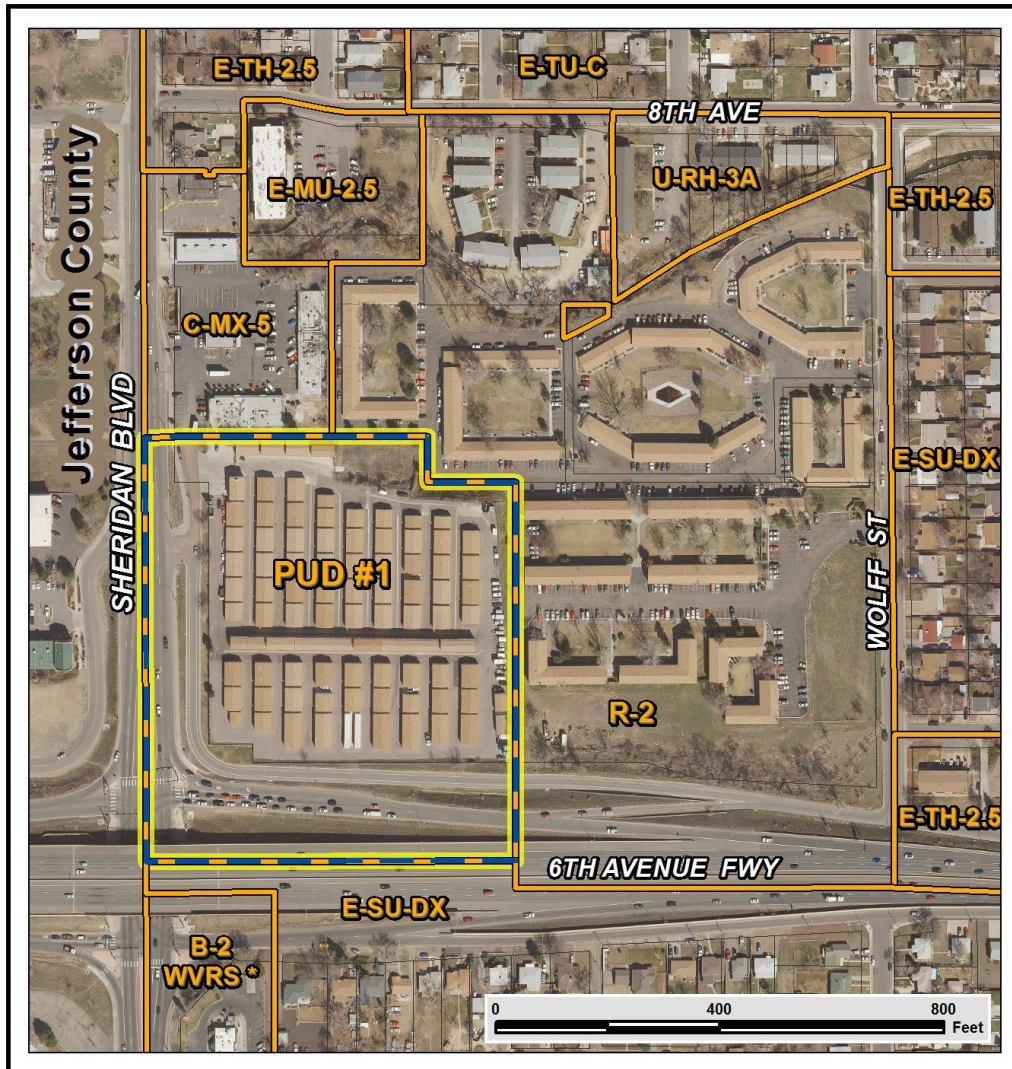 E-TH-2.5
E-TU-C
8TH AVE
Jefferson County
E-MU-2.5
U-RH-3A
E-TH-2.5
C-MX-5
SHERIDAN BLVD
E-SU-DX
PUD #1
WOLFF ST
R-2
E-TH-2.5
6TH AVENUE FWY
E-SU-DX
B-2
WVRS *
0 400 800
Feet